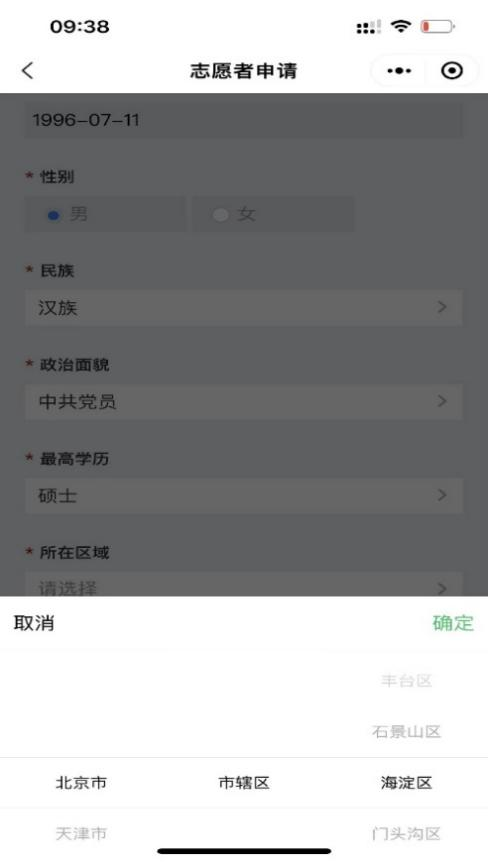 09:38
志愿者申请
1996-07-11
* 性别
男 女
* 民族
汉族
* 政治面貌
中共党员
* 最高学历
硕士
* 所在区域
请选择
取消 确定
丰台区
石景山区
北京市 市辖区 海淀区
天津市 门头沟区